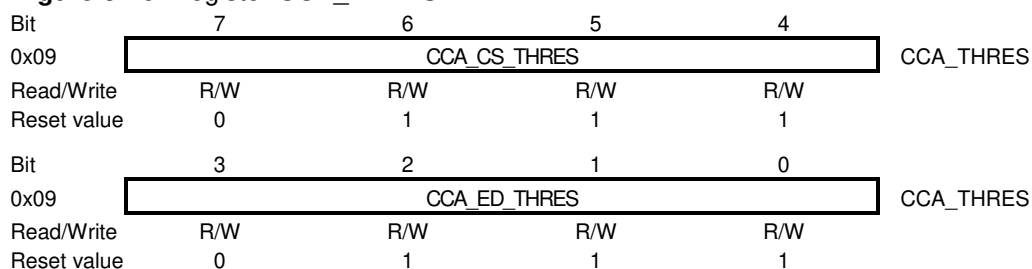 Bit 7 6 5 4
0x09 CCA_CS_THRES CCA_THRES
Read/Write R/W R/W R/W R/W
Reset value 0 1 1 1
Bit 3 2 1 0
0x09 CCA_ED_THRES CCA_THRES
Read/Write R/W R/W R/W R/W
Reset value 0 1 1 1